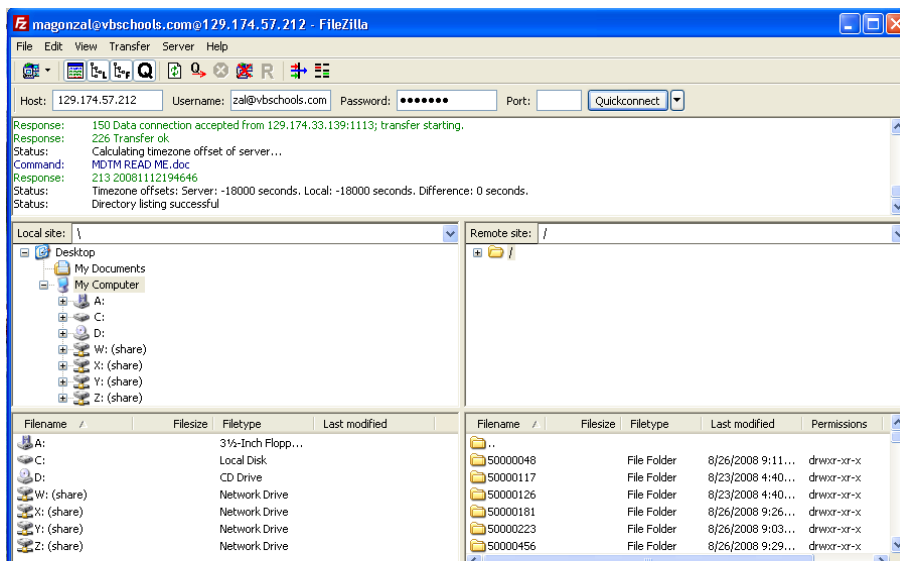 magonzal@vbschools.com@129.174.57.212 - FileZilla
File Edit View Transfer Server Help
Host: 129.174.57.212 Username: zal@vbschools.com Password: ●●●●●●● Port: Quickconnect
Response: 150 Data connection accepted from 129.174.33.139:1113; transfer starting.
Response: 226 Transfer ok
Status: Calculating timezone offset of server...
Command: MDTM READ ME.doc
Response: 213 20081112194646
Status: Timezone offsets: Server: -18000 seconds. Local: -18000 seconds. Difference: 0 seconds.
Status: Directory listing successful
Local site: \
Desktop
My Documents
My Computer
A:
C:
D:
W: (share)
X: (share)
Y: (share)
Z: (share)
Remote site: /
/
Filename Filesize Filetype Last modified
A: 3½-Inch Flopp...
C: Local Disk
D: CD Drive
W: (share) Network Drive
X: (share) Network Drive
Y: (share) Network Drive
Z: (share) Network Drive
Filename Filesize Filetype Last modified Permissions
..
50000048 File Folder 8/26/2008 9:11... drwxr-xr-x
50000117 File Folder 8/23/2008 4:40... drwxr-xr-x
50000126 File Folder 8/23/2008 4:40... drwxr-xr-x
50000181 File Folder 8/26/2008 9:26... drwxr-xr-x
50000223 File Folder 8/26/2008 9:03... drwxr-xr-x
50000456 File Folder 8/26/2008 9:29... drwxr-xr-x